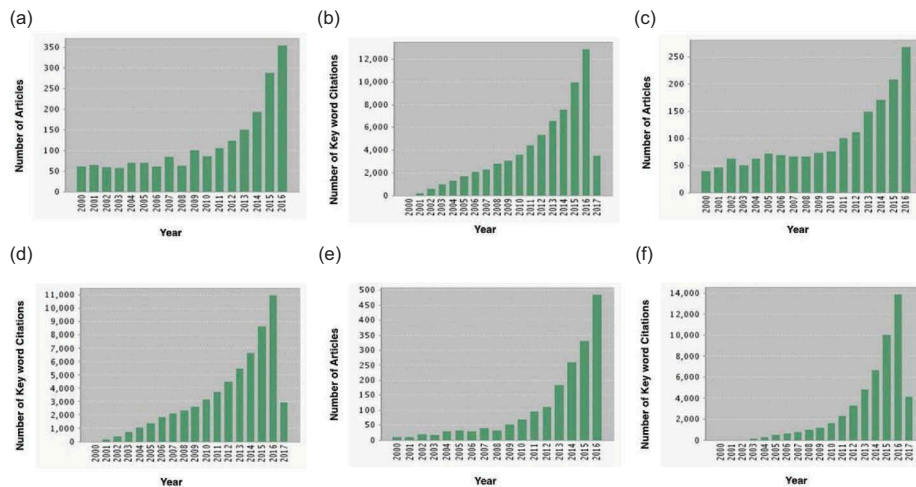 (a)
Number of Articles
350
300
250
200
150
100
50
0
2000 2001 2002 2003 2004 2005 2006 2007 2008 2009 2010 2011 2012 2013 2014 2015 2016
Year
(b)
Number of Key word Citations
12,000
10,000
8,000
6,000
4,000
2,000
0
2000 2001 2002 2003 2004 2005 2006 2007 2008 2009 2010 2011 2012 2013 2014 2015 2016 2017
Year
(c)
Number of Articles
250
200
150
100
50
0
2000 2001 2002 2003 2004 2005 2006 2007 2008 2009 2010 2011 2012 2013 2014 2015 2016
Year
(d)
Number of Key word Citations
11,000
10,000
9,000
8,000
7,000
6,000
5,000
4,000
3,000
2,000
1,000
0
2000 2001 2002 2003 2004 2005 2006 2007 2008 2009 2010 2011 2012 2013 2014 2015 2016 2017
Year
(e)
Number of Articles
500
450
300
350
300
250
200
150
100
50
0
2000 2001 2002 2003 2004 2005 2006 2007 2008 2009 2010 2011 2012 2013 2014 2015 2016
Year
(f)
Number of Key word Citations
14,000
12,000
10,000
8,000
6,000
4,000
2,000
0
2000 2001 2002 2003 2004 2005 2006 2007 2008 2009 2010 2011 2012 2013 2014 2015 2016 2017
Year